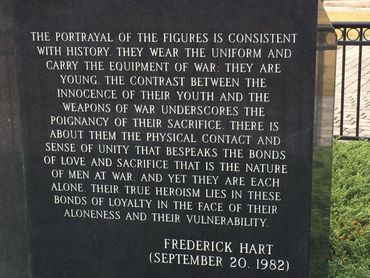 THE PORTRAYAL OF THE FIGURES IS CONSISTENT
WITH HISTORY. THEY WEAR THE UNIFORM AND
CARRY THE EQUIPMENT OF WAR; THEY ARE
YOUNG. THE CONTRAST BETWEEN THE
INNOCENCE OF THEIR YOUTH AND THE
WEAPONS OF WAR UNDERSCORES THE
POIGNANCY OF THEIR SACRIFICE. THERE IS
ABOUT THEM THE PHYSICAL CONTACT AND
SENSE OF UNITY THAT BESPEAKS THE BONDS
OF LOVE AND SACRIFICE THAT IS THE NATURE
OF MEN AT WAR. AND YET THEY ARE EACH
ALONE. THEIR TRUE HEROISM LIES IN THESE
BONDS OF LOYALTY IN THE FACE OF THEIR
ALONENESS AND THEIR VULNERABILITY.
FREDERICK HART
(SEPTEMBER 20, 1982)